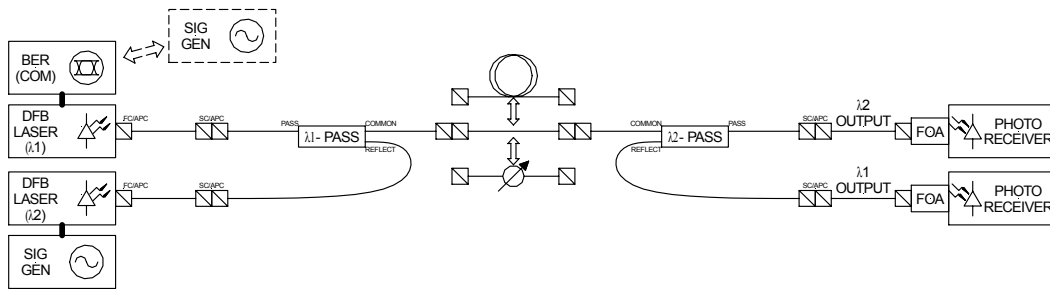 SIG
GEN
BER
(COM)
DFB
LASER
(λ1)
FC/APC
SC/APC
PASS
λ1- PASS
COMMON
REFLECT
COMMON
REFLECT
λ2- PASS
PASS
SC/APC
λ2
OUTPUT
FOA
PHOTO
RECEIVER
DFB
LASER
(λ2)
FC/APC
SC/APC
SC/APC
λ1
OUTPUT
FOA
PHOTO
RECEIVER
SIG
GEN